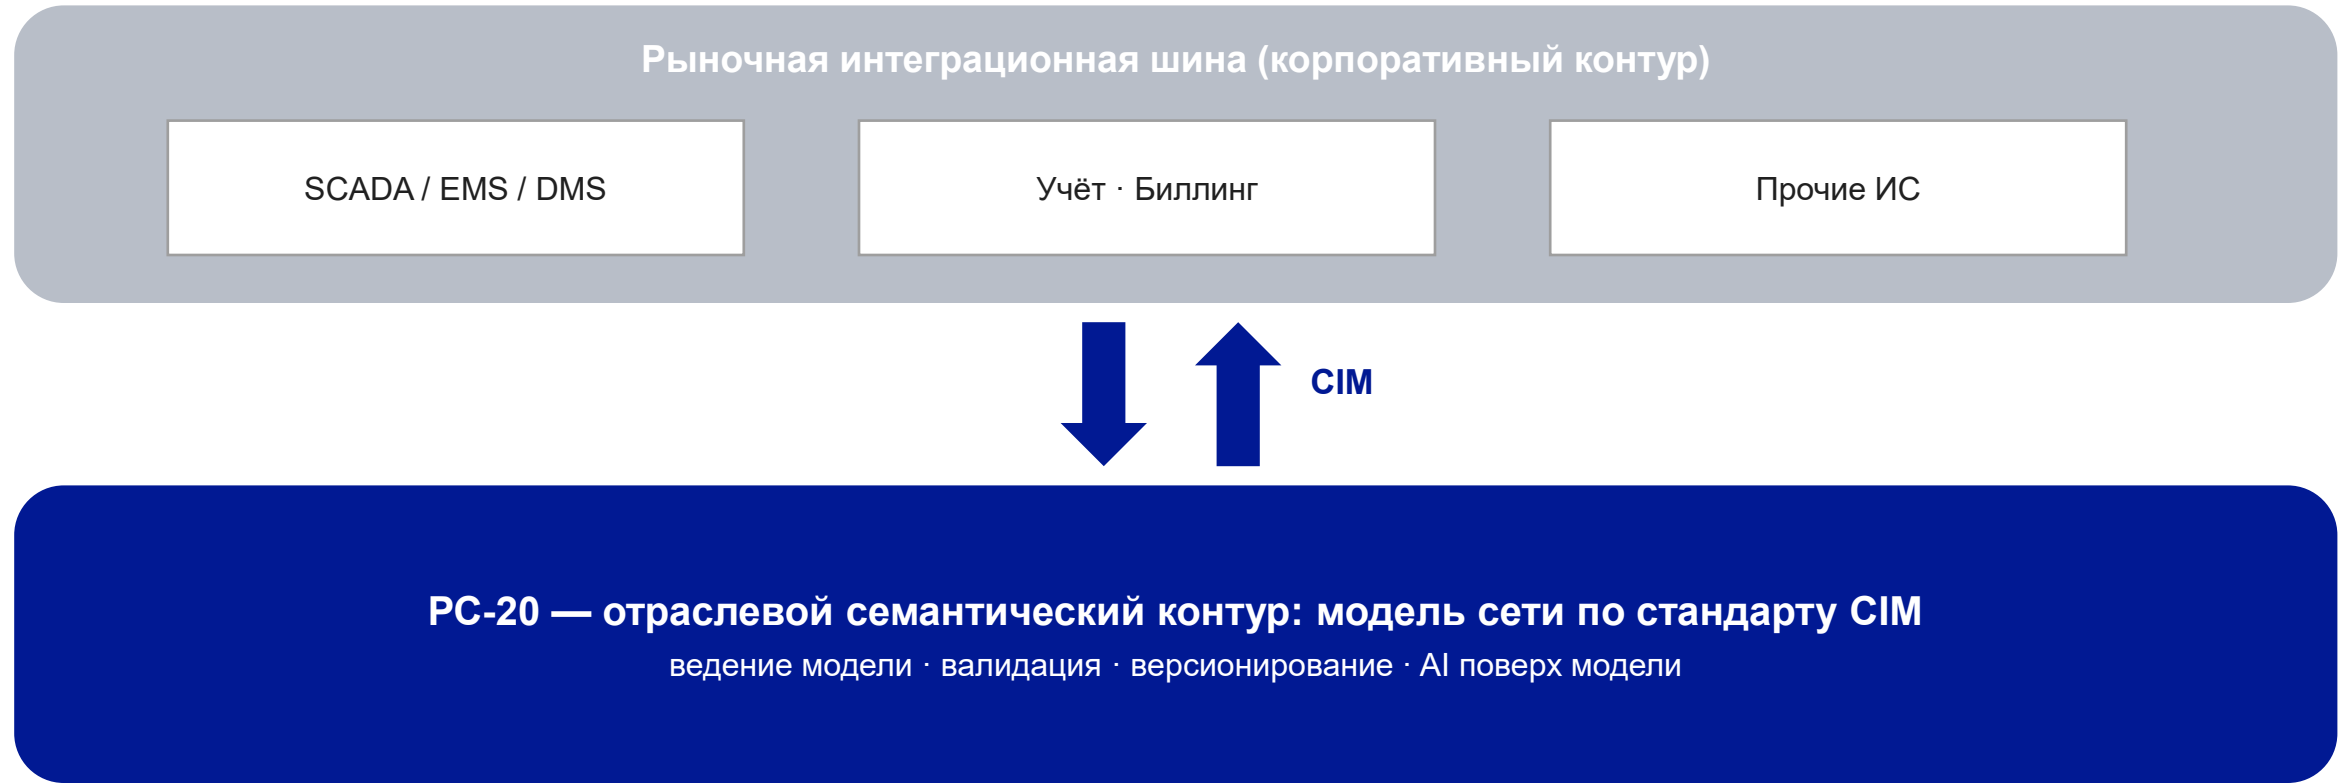 Рыночная интеграционная шина (корпоративный контур)
SCADA / EMS / DMS
Учёт · Биллинг
Прочие ИС
CIM
РС-20 — отраслевой семантический контур: модель сети по стандарту CIM
ведение модели · валидация · версионирование · AI поверх модели